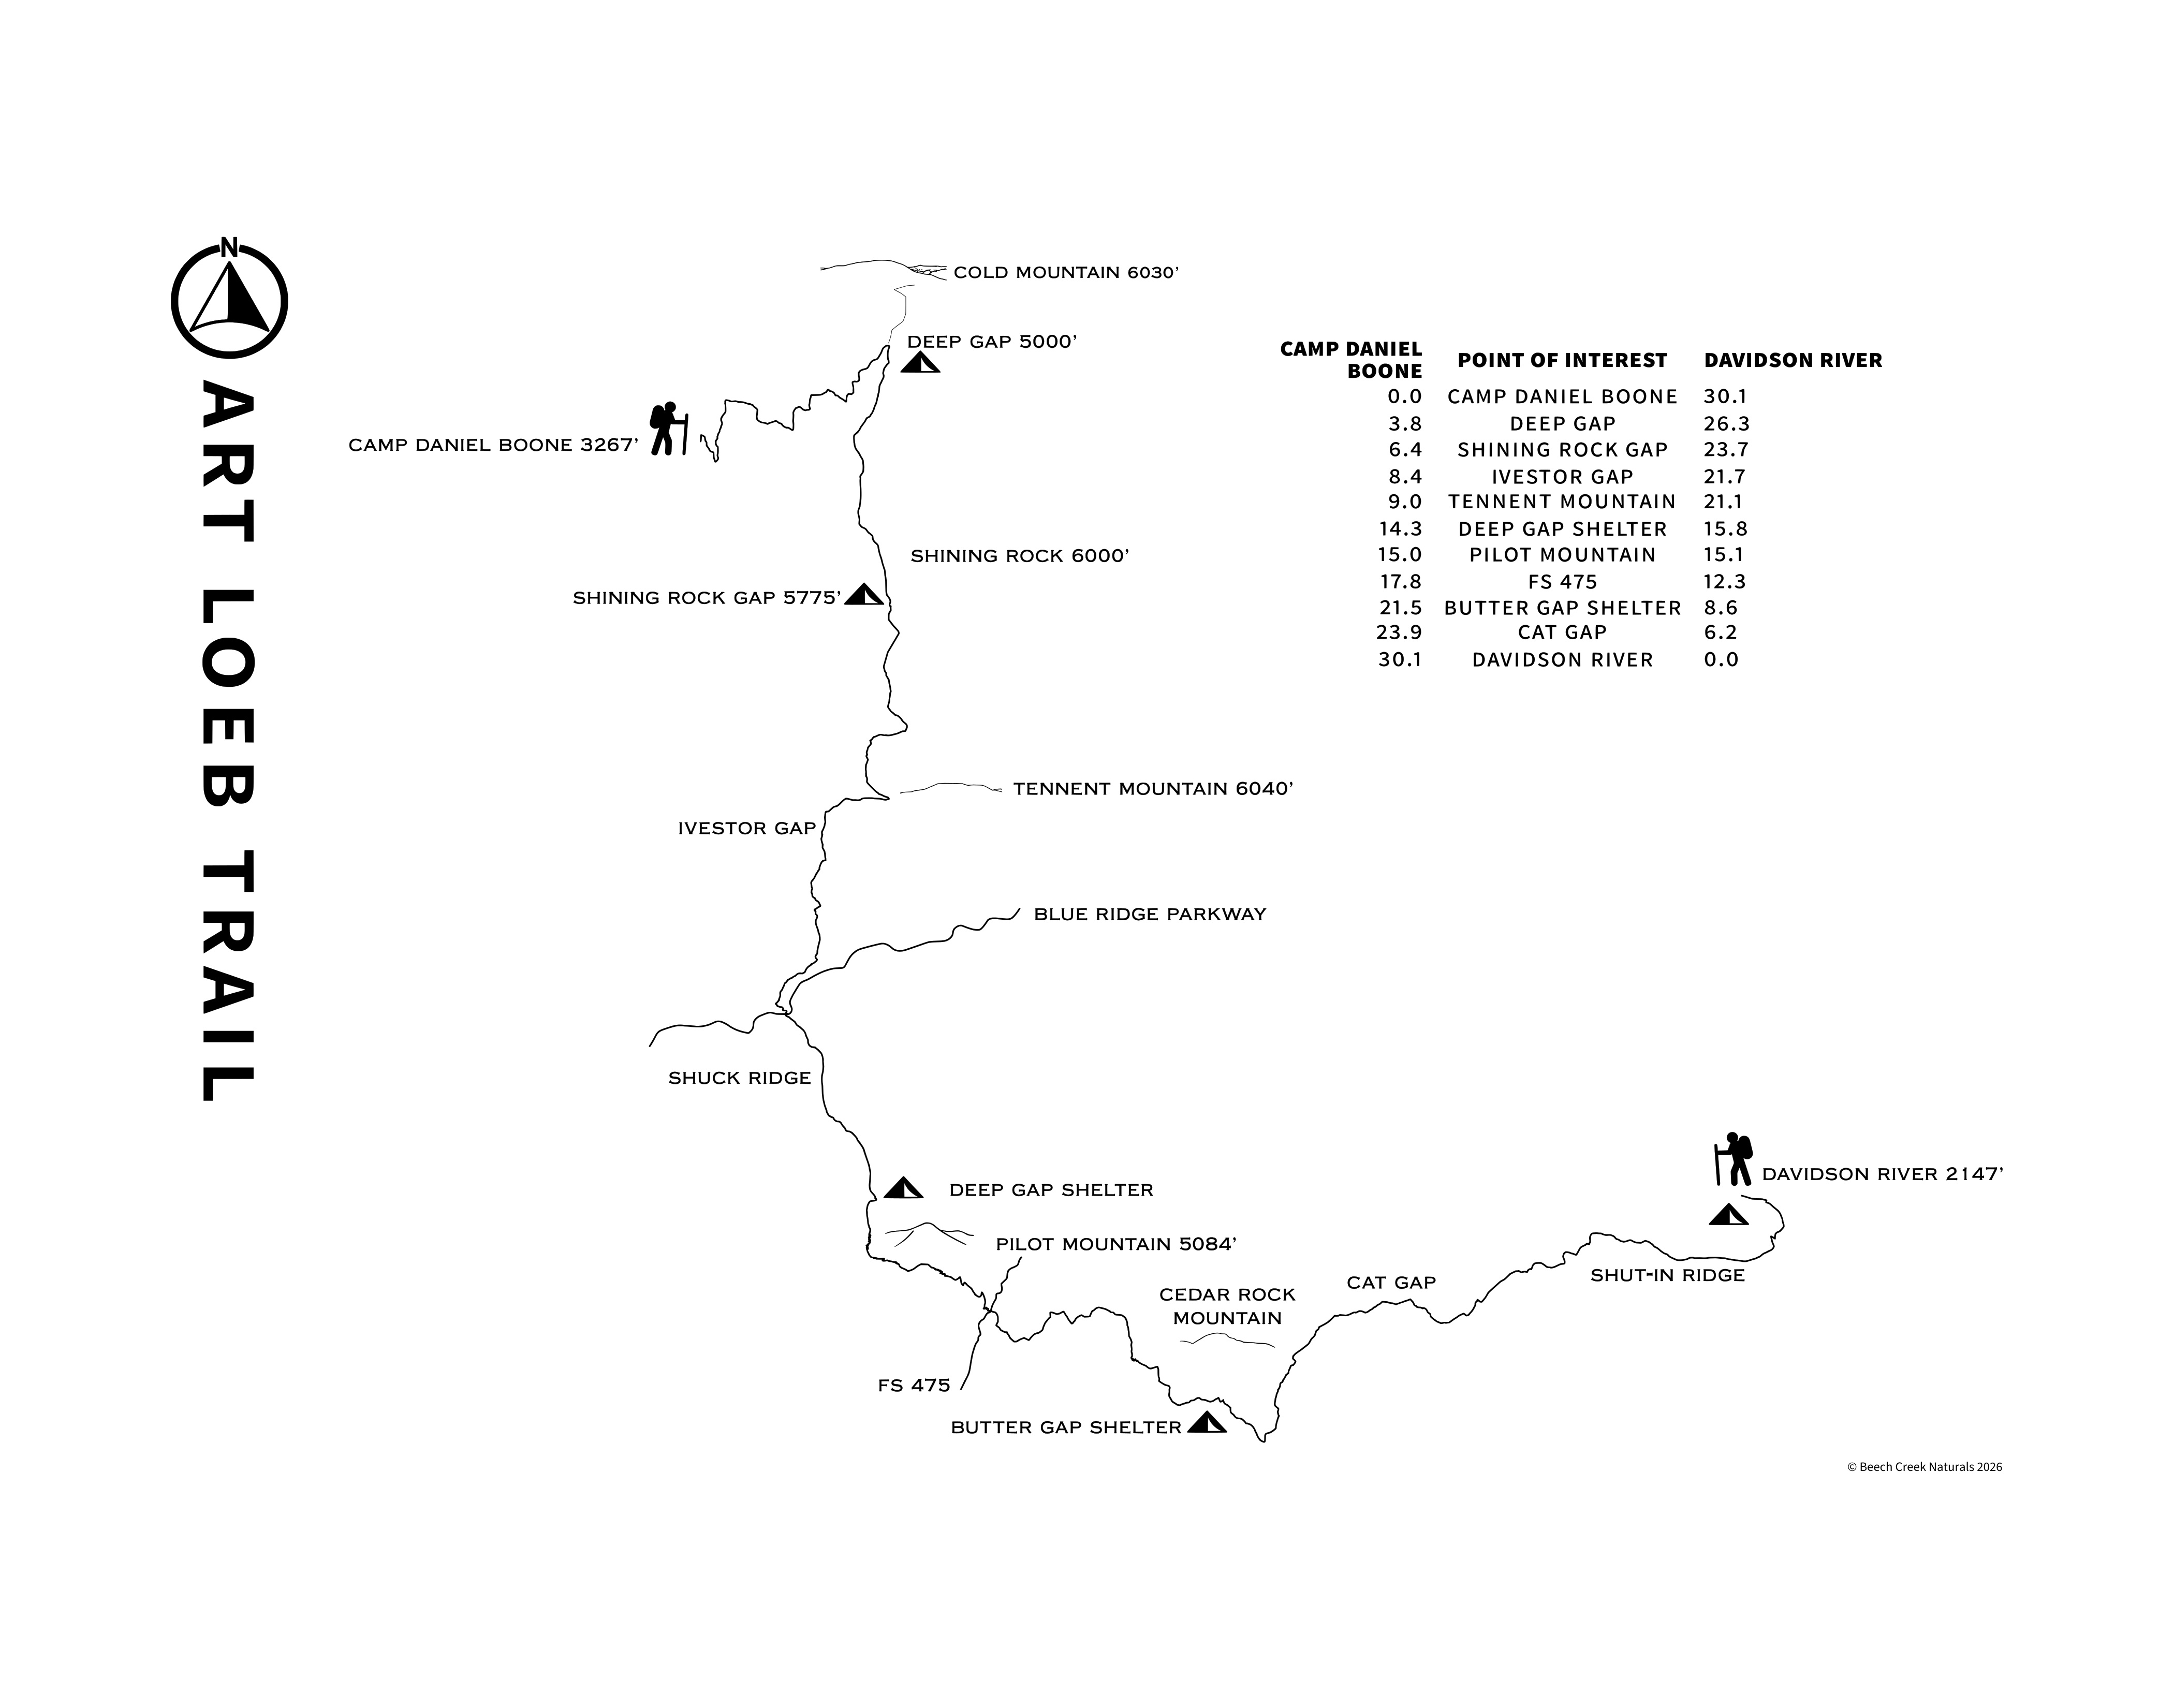 N
ART LOEB TRAIL
COLD MOUNTAIN 6030’
DEEP GAP 5000’
CAMP DANIEL BOONE 3267’
SHINING ROCK 6000’
SHINING ROCK GAP 5775’
TENNENT MOUNTAIN 6040’
IVESTOR GAP
BLUE RIDGE PARKWAY
SHUCK RIDGE
DEEP GAP SHELTER
PILOT MOUNTAIN 5084’
FS 475
BUTTER GAP SHELTER
CEDAR ROCK
MOUNTAIN
CAT GAP
SHUT-IN RIDGE
DAVIDSON RIVER 2147’
CAMP DANIEL
BOONE POINT OF INTEREST DAVIDSON RIVER
0.0 CAMP DANIEL BOONE 30.1
3.8 DEEP GAP 26.3
6.4 SHINING ROCK GAP 23.7
8.4 IVESTOR GAP 21.7
9.0 TENNENT MOUNTAIN 21.1
14.3 DEEP GAP SHELTER 15.8
15.0 PILOT MOUNTAIN 15.1
17.8 FS 475 12.3
21.5 BUTTER GAP SHELTER 8.6
23.9 CAT GAP 6.2
30.1 DAVIDSON RIVER 0.0
© Beech Creek Naturals 2026